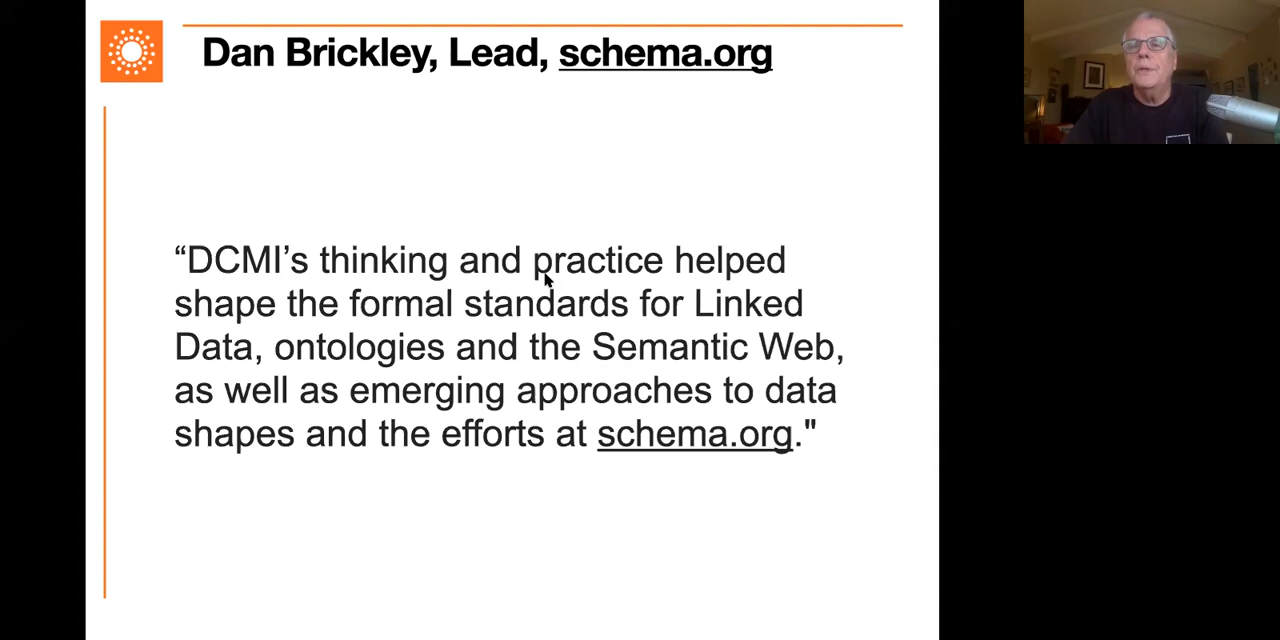 Dan Brickley, Lead, schema.org
“DCMI’s thinking and practice helped
shape the formal standards for Linked
Data, ontologies and the Semantic Web,
as well as emerging approaches to data
shapes and the efforts at schema.org."